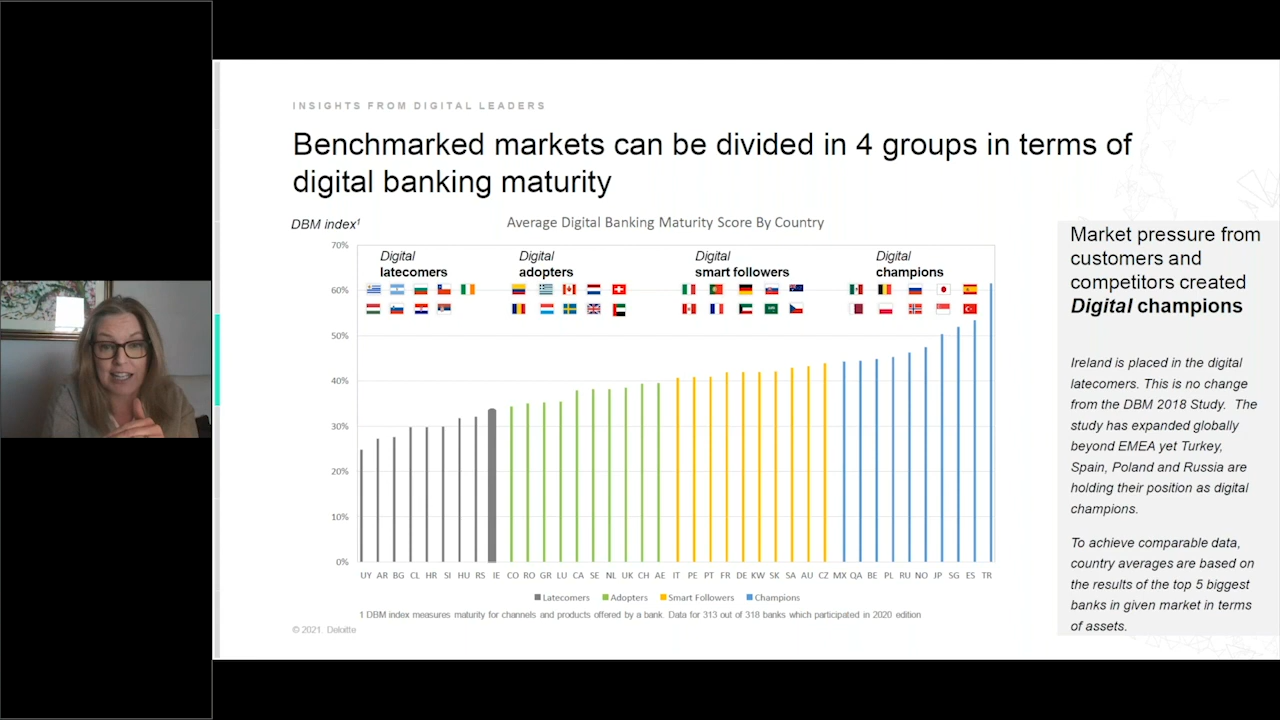 INSIGHTS FROM DIGITAL LEADERS
Benchmarked markets can be divided in 4 groups in terms of
digital banking maturity
DBM index¹
Average Digital Banking Maturity Score By Country
70%
60%
50%
40%
30%
20%
10%
0%
Digital
latecomers
Digital
adopters
Digital
smart followers
Digital
champions
UY AR BG CL HR SI HU RS IE CO RO GR LU CA SE NL UK CH AE IT PE PT FR DE KW SK SA AU CZ MX QA BE PL RU NO JP SG ES TR
Latecomers Adopters Smart Followers Champions
1 DBM index measures maturity for channels and products offered by a bank. Data for 313 out of 318 banks which participated in 2020 edition
© 2021. Deloitte
Market pressure from
customers and
competitors created
Digital champions
Ireland is placed in the digital
latecomers. This is no change
from the DBM 2018 Study. The
study has expanded globally
beyond EMEA yet Turkey,
Spain, Poland and Russia are
holding their position as digital
champions.
To achieve comparable data,
country averages are based on
the results of the top 5 biggest
banks in given market in terms
of assets.